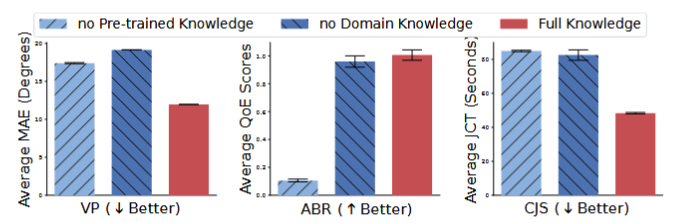 no Pre-trained Knowledge no Domain Knowledge Full Knowledge
Average MAE (Degrees)
20
15
10
5
0
VP (↓ Better)
Average QoE Scores
1.0
0.8
0.6
0.4
0.2
0.0
ABR (↑ Better)
Average JCT (Seconds)
80
60
40
20
0
CJS (↓ Better)